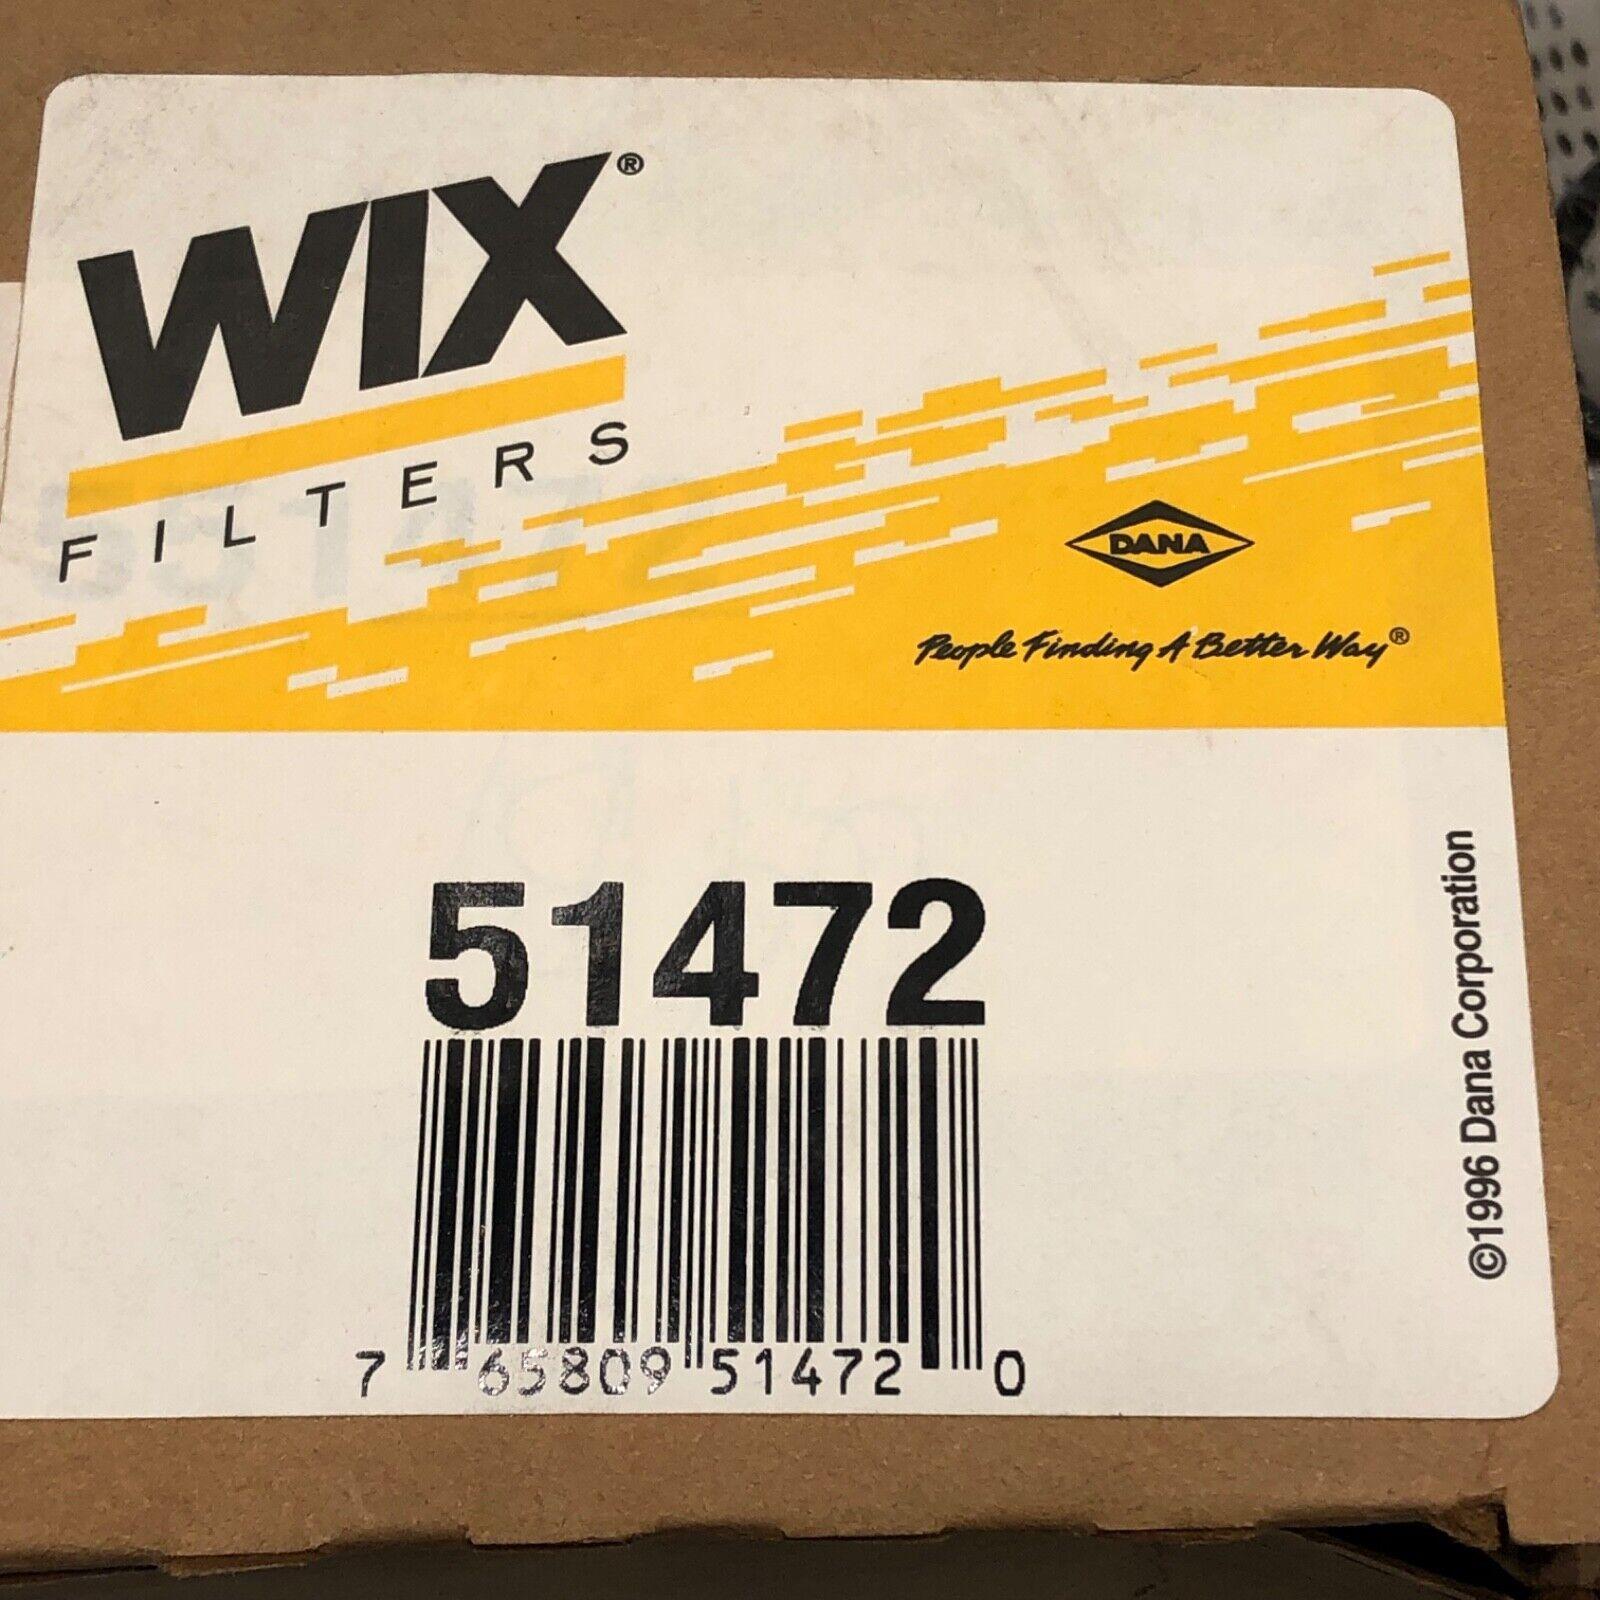 WIX®
FILTERS
DANA
People Finding A Better Way®
51472
7 65809 51472 0
©1996 Dana Corporation